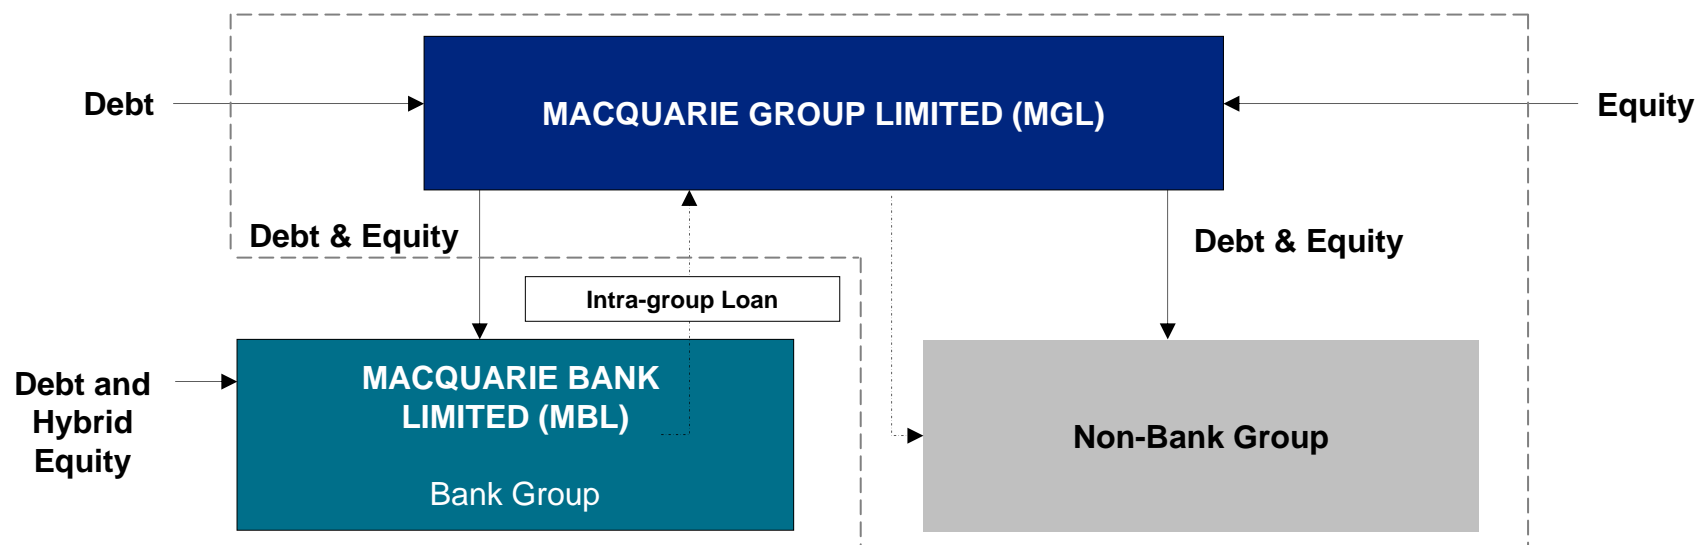 Debt
MACQUARIE GROUP LIMITED (MGL)
Equity
Debt & Equity
Debt & Equity
Intra-group Loan
Debt and
Hybrid
Equity
MACQUARIE BANK
LIMITED (MBL)
Bank Group
Non-Bank Group